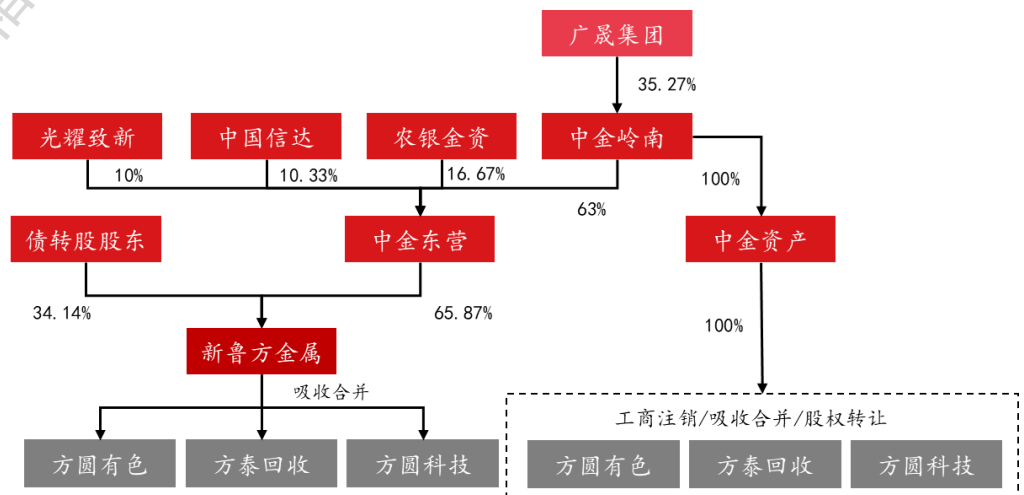 广晟集团
35.27%
光耀致新 中国信达 农银金资 中金岭南
10% 10.33% 16.67% 63% 100%
债转股股东 中金东营 中金资产
34.14% 65.87% 100%
新鲁方金属
吸收合并
工商注销/吸收合并/股权转让
方圆有色 方泰回收 方圆科技 方圆有色 方泰回收 方圆科技